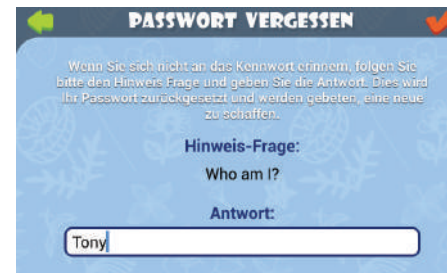 PASSWORT VERGESSEN
Wenn Sie sich nicht an das Kennwort erinnern, folgen Sie
bitte den Hinweis Frage und geben Sie die Antwort. Dies wird
Ihr Passwort zurückgesetzt und werden gebeten, eine neue
zu schaffen.
Hinweis-Frage:
Who am I?
Antwort:
Tony